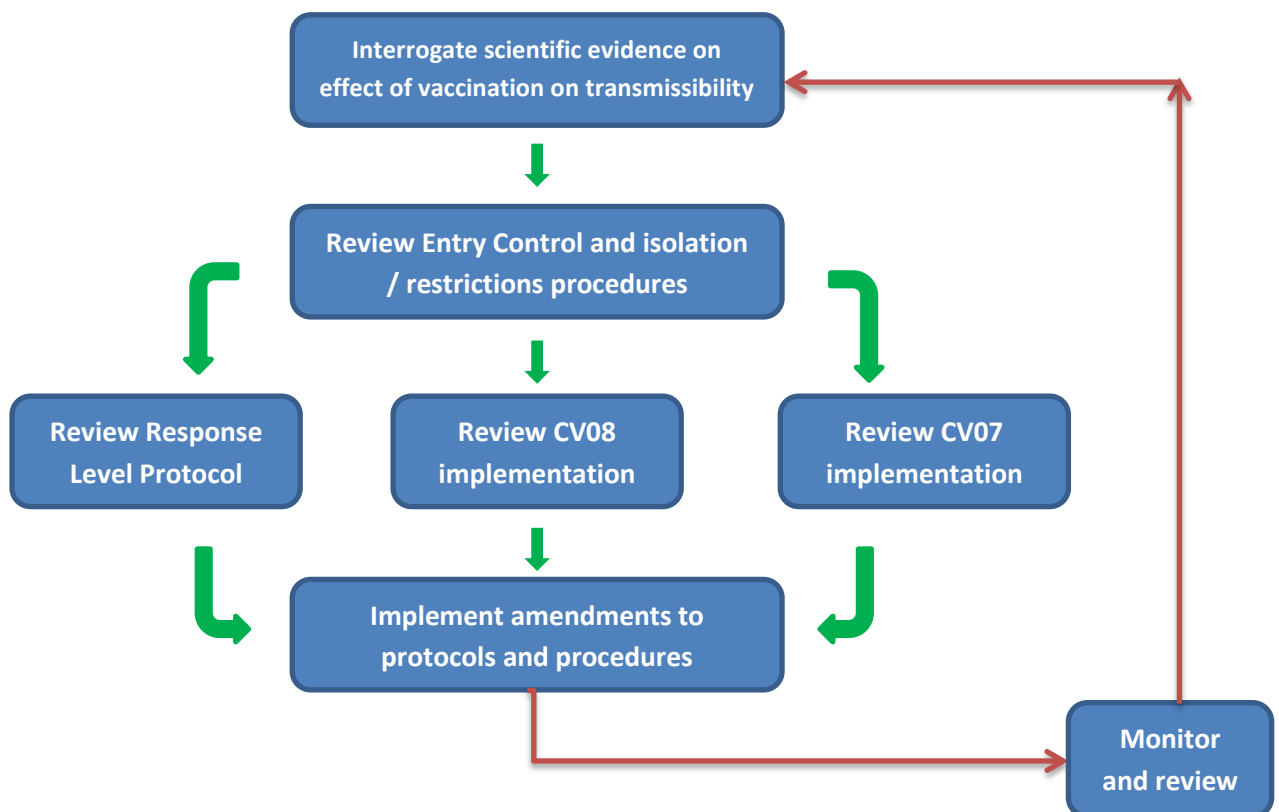 Interrogate scientific evidence on
effect of vaccination on transmissibility
Review Entry Control and isolation
/ restrictions procedures
Review Response
Level Protocol
Review CV08
implementation
Review CV07
implementation
Implement amendments to
protocols and procedures
Monitor
and review